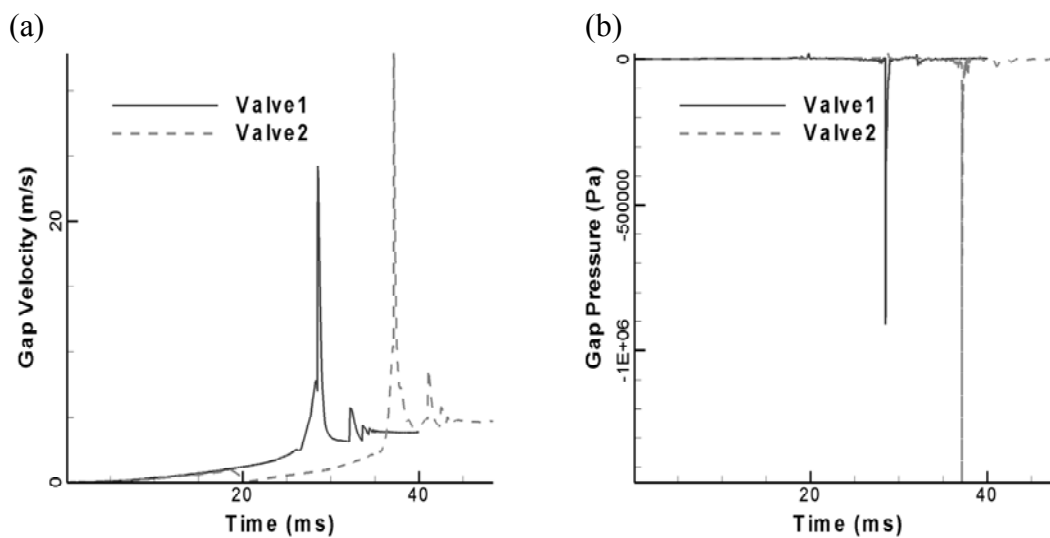 (a)
Valve1
Valve2
Gap Velocity (m/s)
20
0
20
40
Time (ms)
(b)
Valve1
Valve2
Gap Pressure (Pa)
0
-500000
-1E+06
20
40
Time (ms)